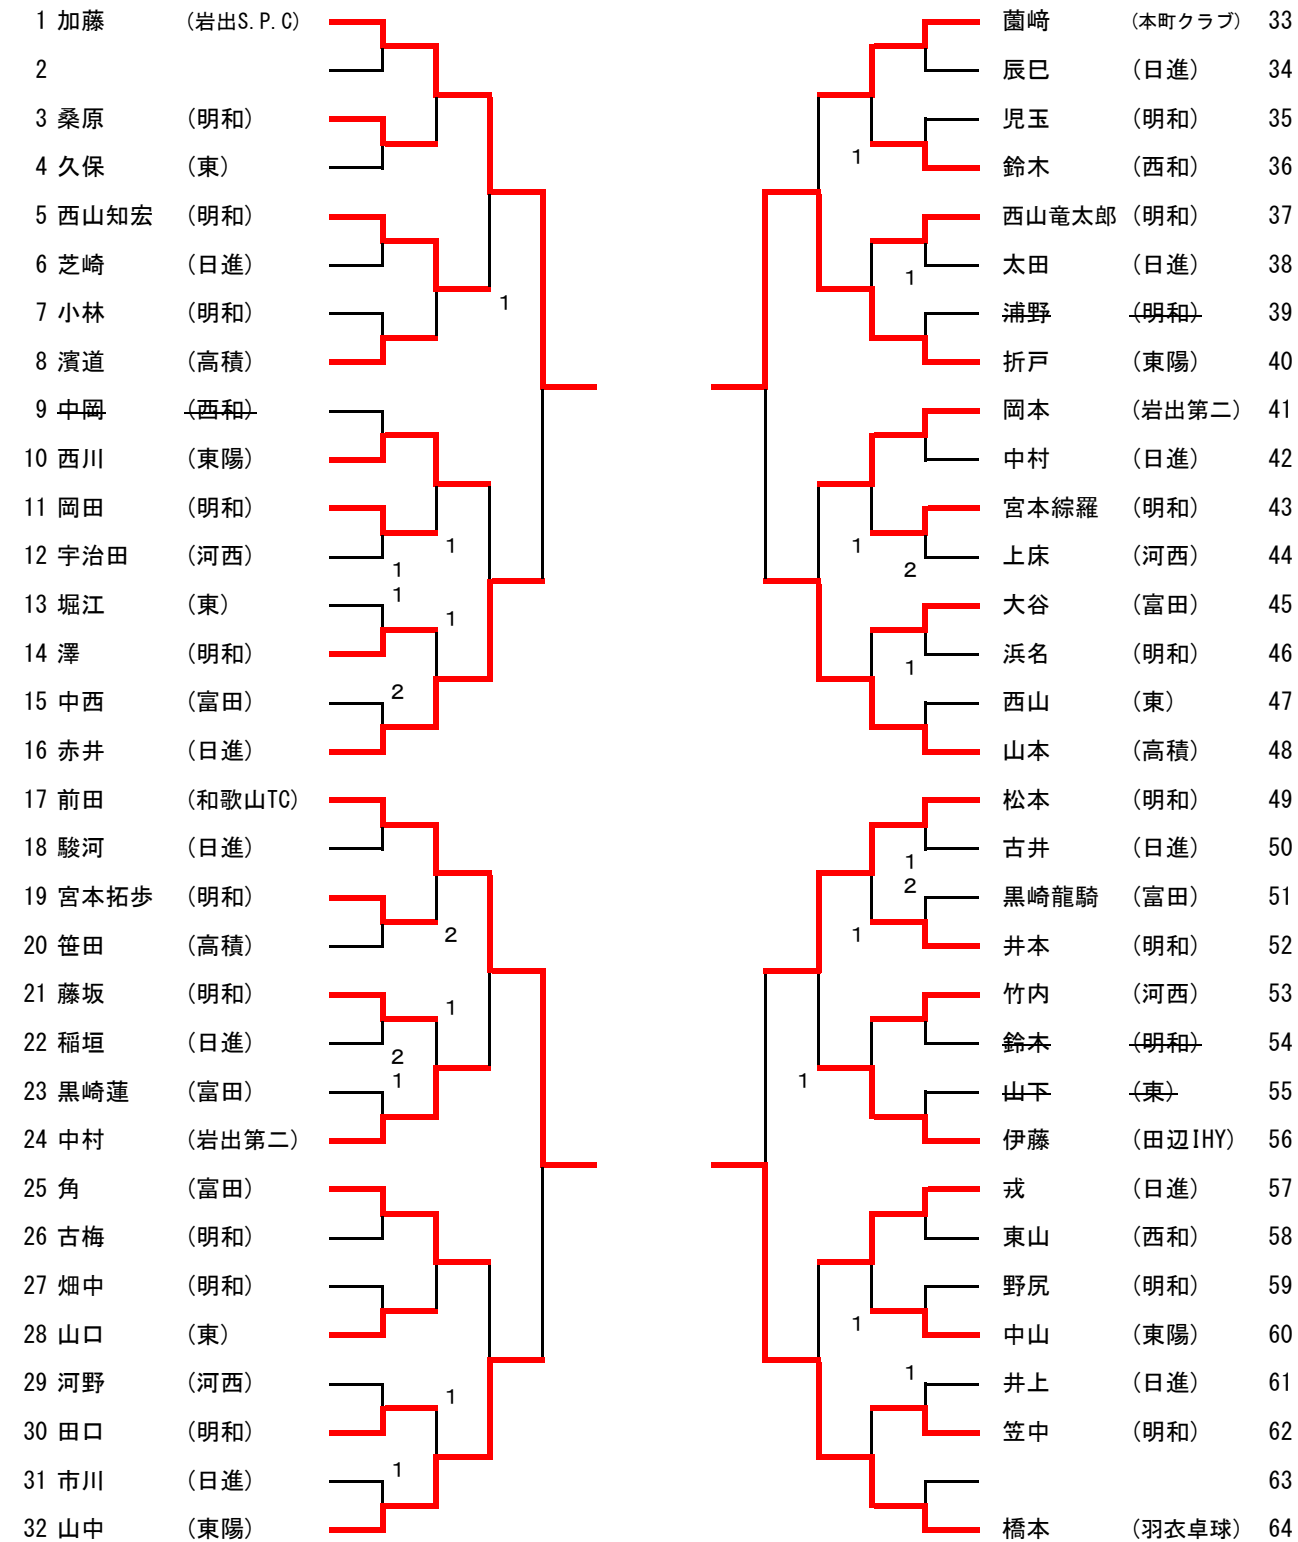 1 加藤 (岩出S.P.C)
2
3 桑原 (明和)
4 久保 (東)
5 西山知宏 (明和)
6 芝崎 (日進)
7 小林 (明和)
1
8 濱道 (高積)
9 中岡 (西和)
10 西川 (東陽)
11 岡田 (明和)
1
12 宇治田 (河西)
1
1
13 堀江 (東)
1
14 澤 (明和)
2
15 中西 (富田)
16 赤井 (日進)
17 前田 (和歌山TC)
18 駿河 (日進)
19 宮本拓歩 (明和)
2
20 笹田 (高積)
21 藤坂 (明和)
1
22 稲垣 (日進)
2
1
23 黒崎蓮 (富田)
24 中村 (岩出第二)
25 角 (富田)
26 古梅 (明和)
27 畑中 (明和)
28 山口 (東)
29 河野 (河西)
1
30 田口 (明和)
1
31 市川 (日進)
32 山中 (東陽)
薗﨑 (本町クラブ) 33
辰巳 (日進) 34
児玉 (明和) 35
1
鈴木 (西和) 36
西山竜太郎 (明和) 37
太田 (日進) 38
1
浦野 (明和) 39
折戸 (東陽) 40
岡本 (岩出第二) 41
中村 (日進) 42
宮本綜羅 (明和) 43
1
上床 (河西) 44
2
大谷 (富田) 45
浜名 (明和) 46
1
西山 (東) 47
山本 (高積) 48
松本 (明和) 49
古井 (日進) 50
1
2
黒崎龍騎 (富田) 51
1
井本 (明和) 52
竹内 (河西) 53
鈴木 (明和) 54
1
山下 (東) 55
伊藤 (田辺IHY) 56
戎 (日進) 57
東山 (西和) 58
野尻 (明和) 59
1
中山 (東陽) 60
1
井上 (日進) 61
笠中 (明和) 62
63
橋本 (羽衣卓球) 64